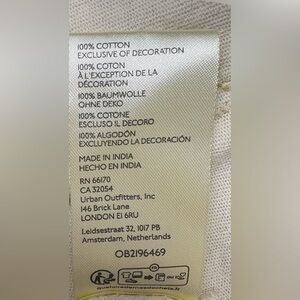 100% COTTON
EXCLUSIVE OF DECORATION
100% COTON
À L'EXCEPTION DE LA
DÉCORATION
100% BAUMWOLLE
OHNE DEKO
100% COTONE
ESCLUSO IL DECORO
100% ALGODÓN
EXCLUYENDO LA DECORACIÓN
MADE IN INDIA
HECHO EN INDIA
RN 66170
CA 32054
Urban Outfitters, Inc
146 Brick Lane
LONDON E1 6RU
Leidsestraat 32, 1017 PB
Amsterdam, Netherlands
OB2196469